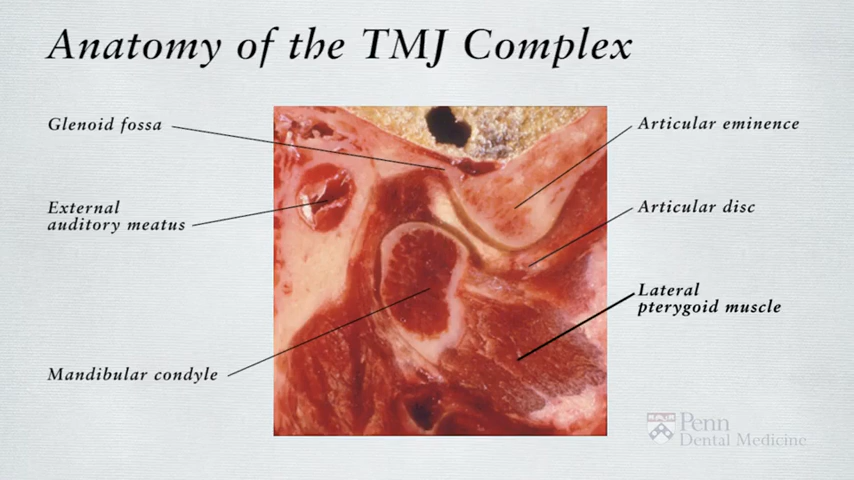 Anatomy of the TMJ Complex
Glenoid fossa
Articular eminence
External
auditory meatus
Articular disc
Lateral
pterygoid muscle
Mandibular condyle
Penn
Dental Medicine